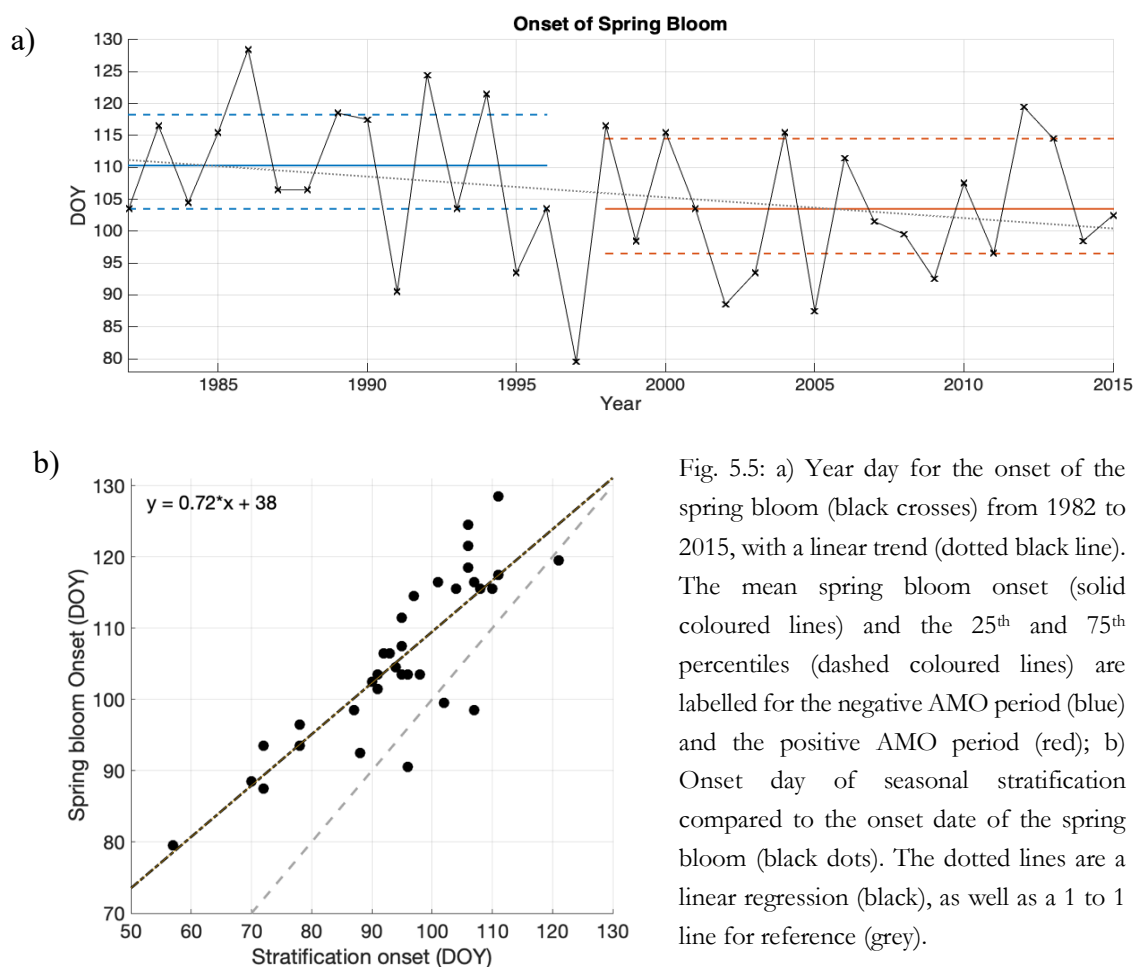 a)
Onset of Spring Bloom
130
125
120
115
110
105
100
95
90
85
80
DOY
1985 1990 1995 2000 2005 2010 2015
Year
b)
y = 0.72*x + 38
130
120
110
100
90
80
70
Spring bloom Onset (DOY)
50 60 70 80 90 100 110 120 130
Stratification onset (DOY)
Fig. 5.5: a) Year day for the onset of the
spring bloom (black crosses) from 1982 to
2015, with a linear trend (dotted black line).
The mean spring bloom onset (solid
coloured lines) and the 25th and 75th
percentiles (dashed coloured lines) are
labelled for the negative AMO period (blue)
and the positive AMO period (red); b)
Onset day of seasonal stratification
compared to the onset date of the spring
bloom (black dots). The dotted lines are a
linear regression (black), as well as a 1 to 1
line for reference (grey).